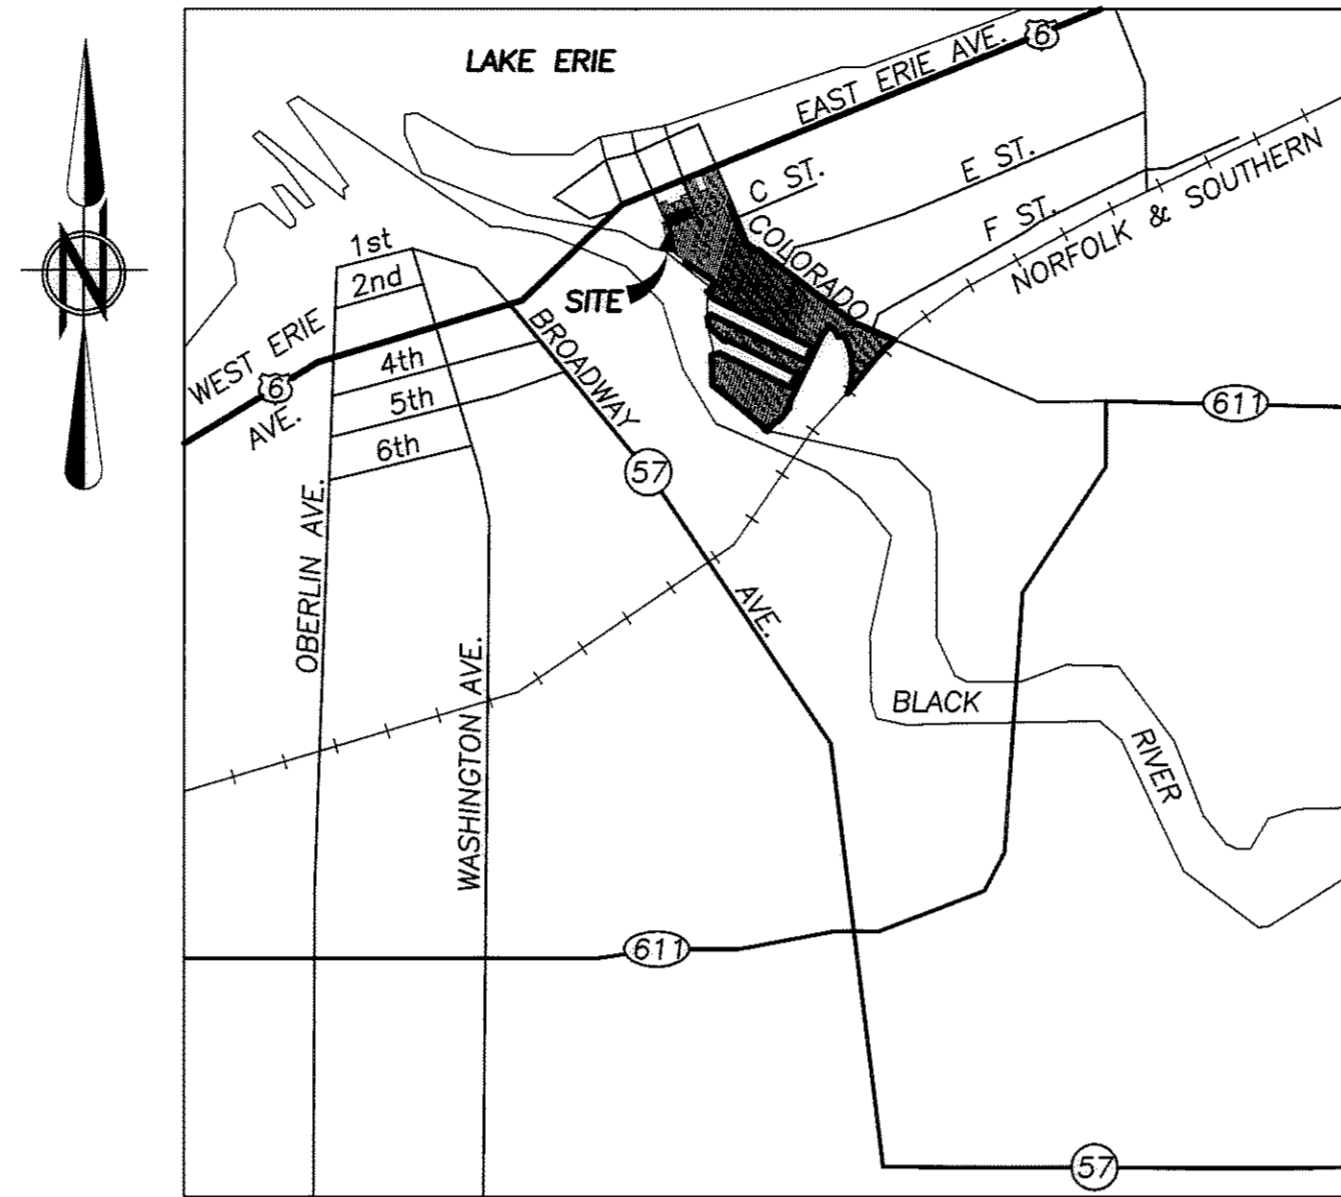 LAKE ERIE
EAST ERIE AVE.
6
C ST.
E ST.
F ST.
NORFOLK & SOUTHERN
COLORADO
N
1st
2nd
SITE
WEST ERIE
AVE.
6
4th
5th
6th
BROADWAY
AVE.
57
611
OBERLIN AVE.
WASHINGTON AVE.
BLACK
RIVER
611
57